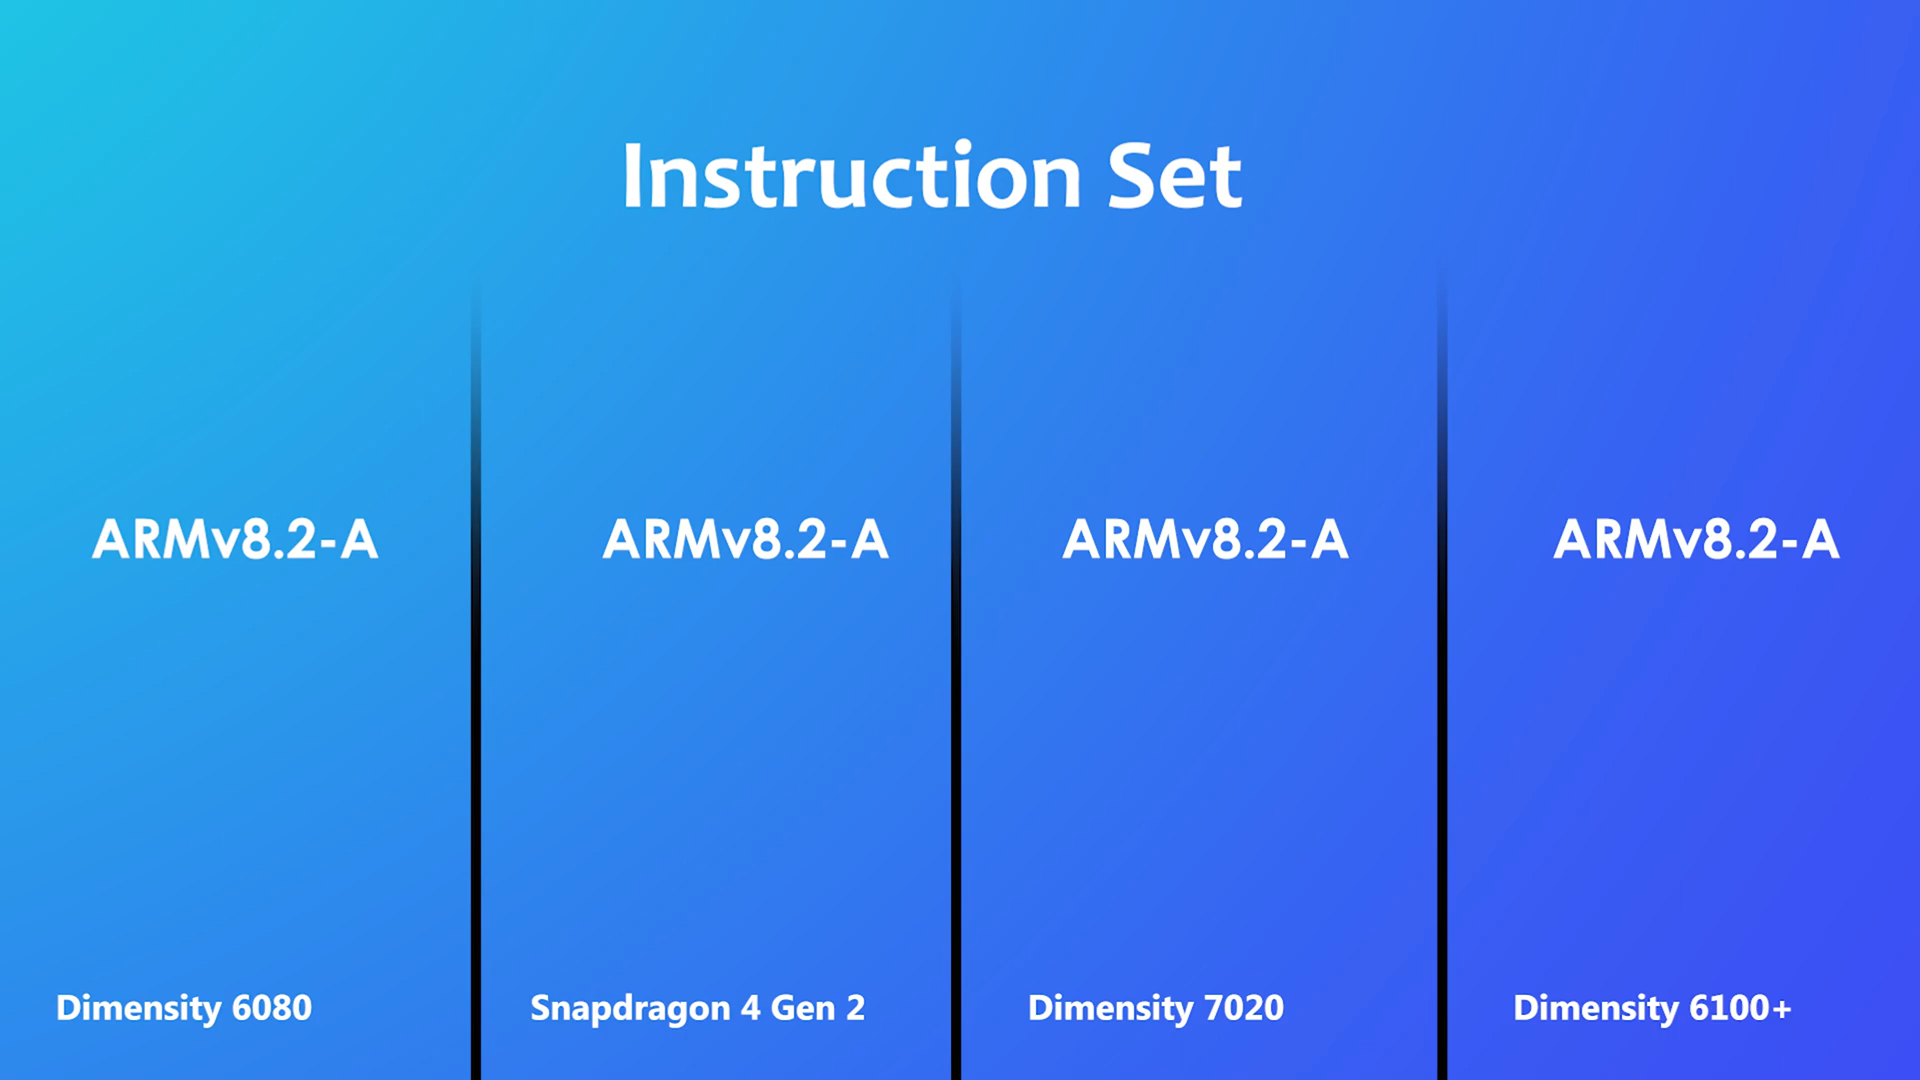 Instruction Set
ARMv8.2-A
ARMv8.2-A
ARMv8.2-A
ARMv8.2-A
Dimensity 6080
Snapdragon 4 Gen 2
Dimensity 7020
Dimensity 6100+